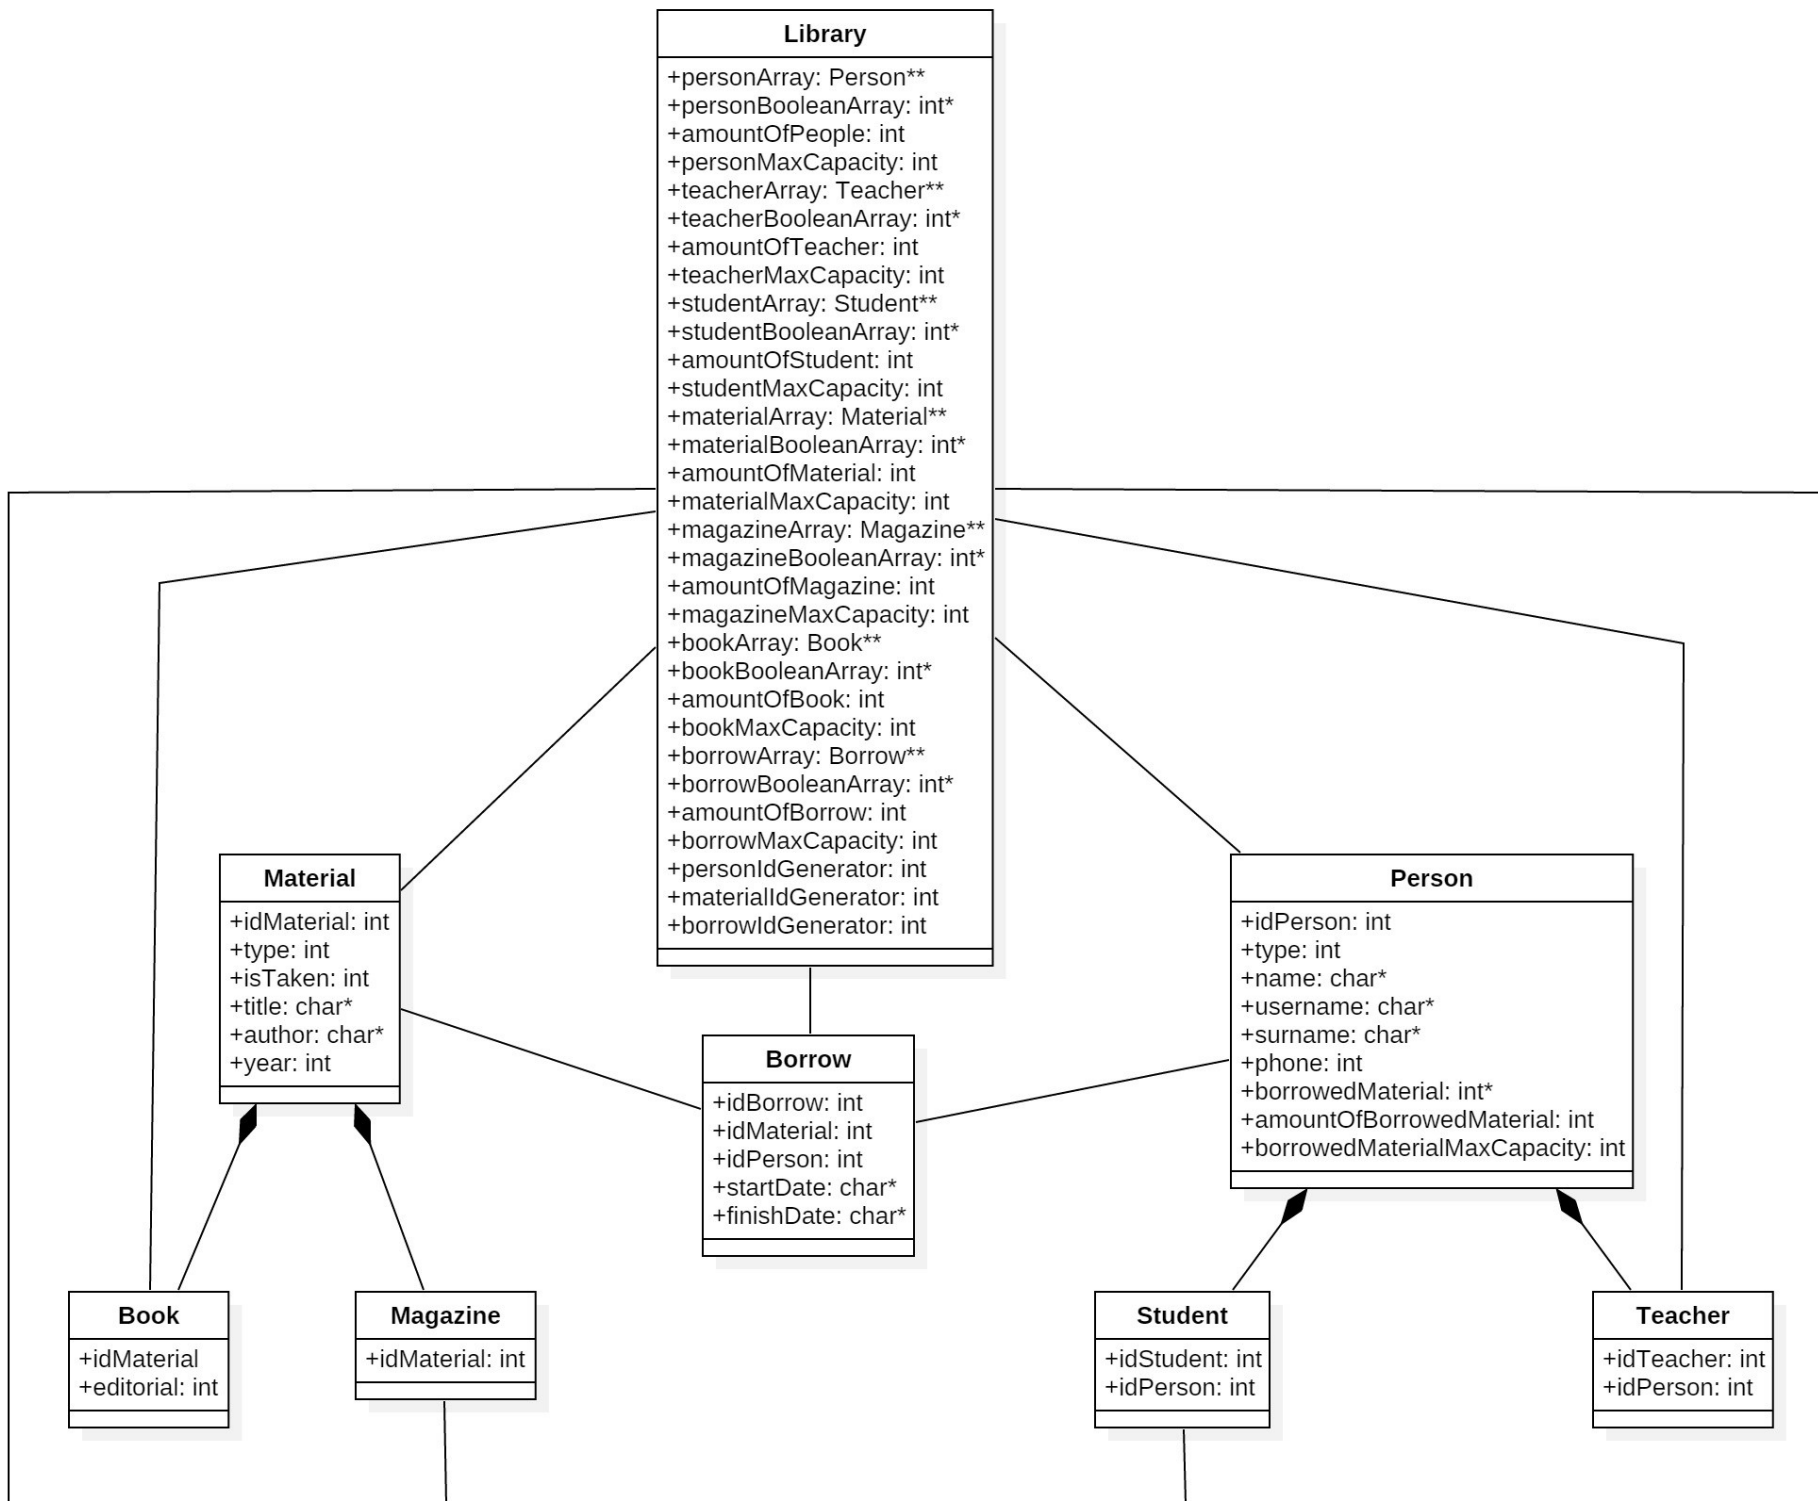 Library
+personArray: Person**
+personBooleanArray: int*
+amountOfPeople: int
+personMaxCapacity: int
+teacherArray: Teacher**
+teacherBooleanArray: int*
+amountOfTeacher: int
+teacherMaxCapacity: int
+studentArray: Student**
+studentBooleanArray: int*
+amountOfStudent: int
+studentMaxCapacity: int
+materialArray: Material**
+materialBooleanArray: int*
+amountOfMaterial: int
+materialMaxCapacity: int
+magazineArray: Magazine**
+magazineBooleanArray: int*
+amountOfMagazine: int
+magazineMaxCapacity: int
+bookArray: Book**
+bookBooleanArray: int*
+amountOfBook: int
+bookMaxCapacity: int
+borrowArray: Borrow**
+borrowBooleanArray: int*
+amountOfBorrow: int
+borrowMaxCapacity: int
+personIdGenerator: int
+materialIdGenerator: int
+borrowIdGenerator: int
Material
+idMaterial: int
+type: int
+isTaken: int
+title: char*
+author: char*
+year: int
Person
+idPerson: int
+type: int
+name: char*
+username: char*
+surname: char*
+phone: int
+borrowedMaterial: int*
+amountOfBorrowedMaterial: int
+borrowedMaterialMaxCapacity: int
Borrow
+idBorrow: int
+idMaterial: int
+idPerson: int
+startDate: char*
+finishDate: char*
Book
+idMaterial
+editorial: int
Magazine
+idMaterial: int
Student
+idStudent: int
+idPerson: int
Teacher
+idTeacher: int
+idPerson: int